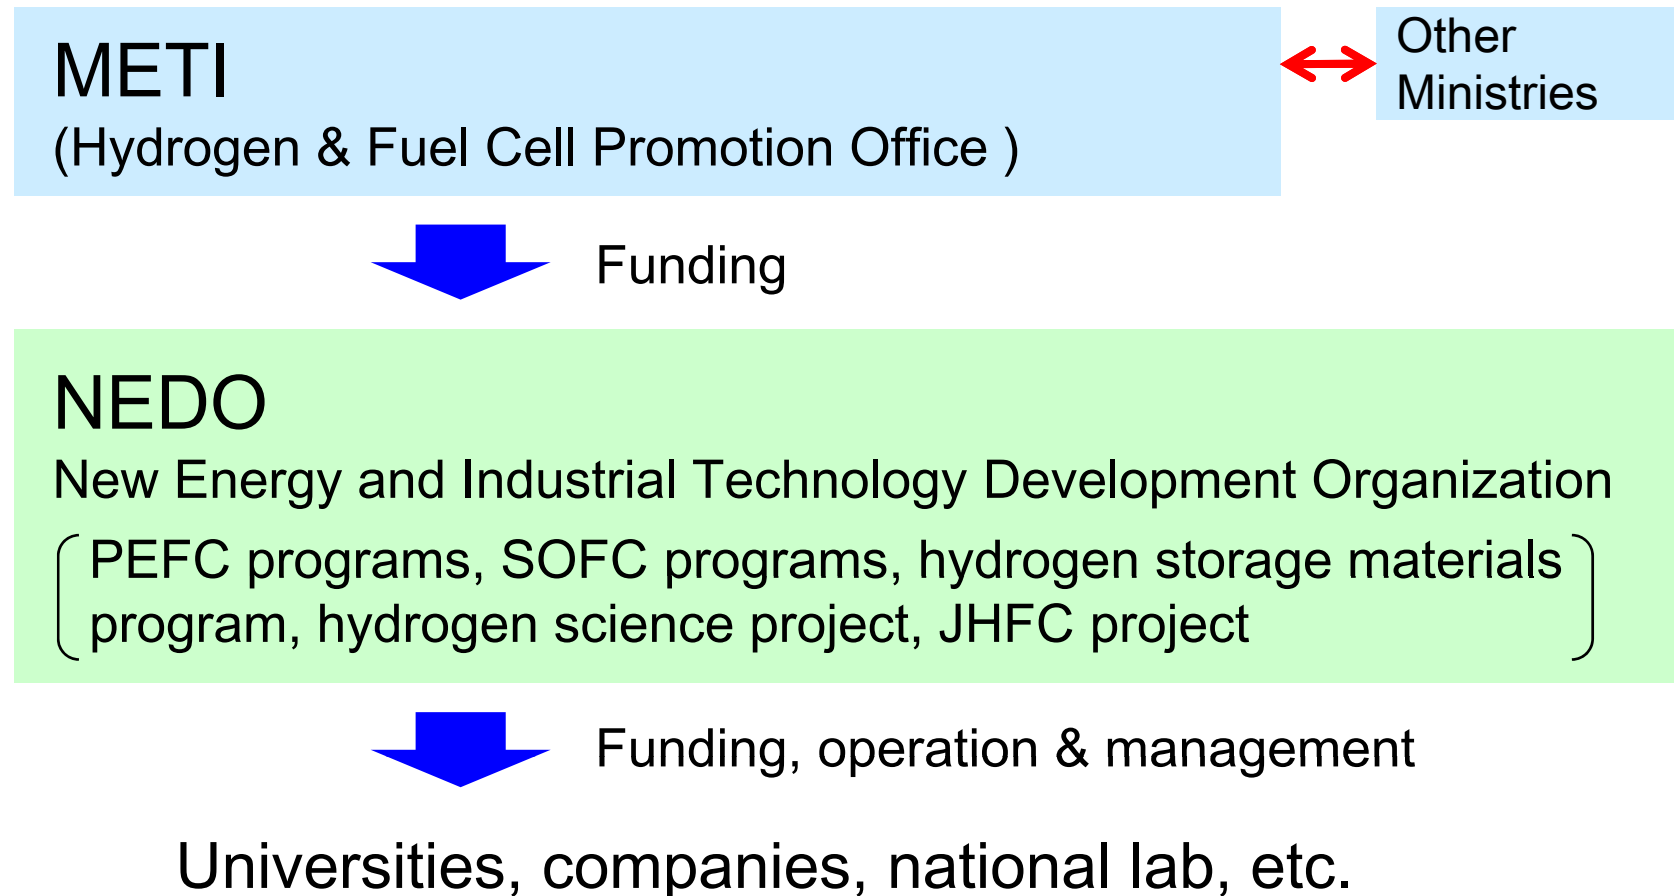 METI
(Hydrogen & Fuel Cell Promotion Office )
Other
Ministries
Funding
NEDO
New Energy and Industrial Technology Development Organization
PEFC programs, SOFC programs, hydrogen storage materials
program, hydrogen science project, JHFC project
Funding, operation & management
Universities, companies, national lab, etc.